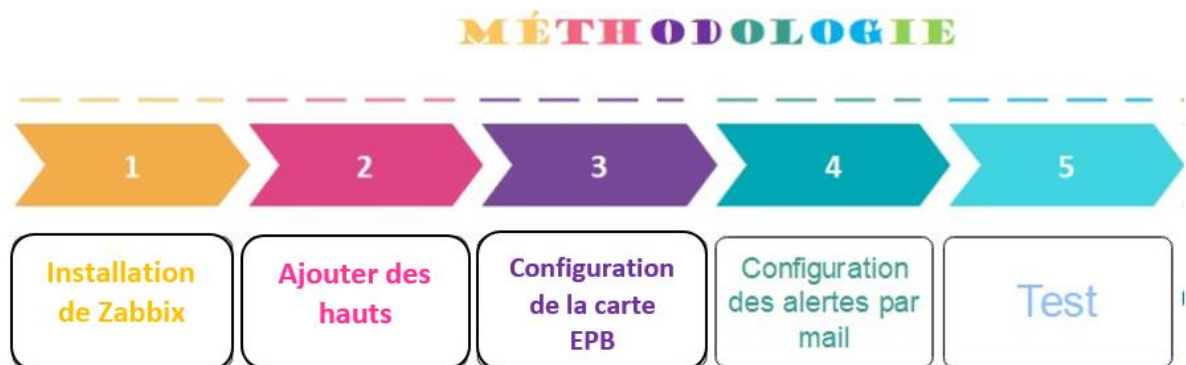 MÉTHODOLOGIE
1 2 3 4 5
Installation
de Zabbix
Ajouter des
hauts
Configuration
de la carte
EPB
Configuration
des alertes par
mail
Test